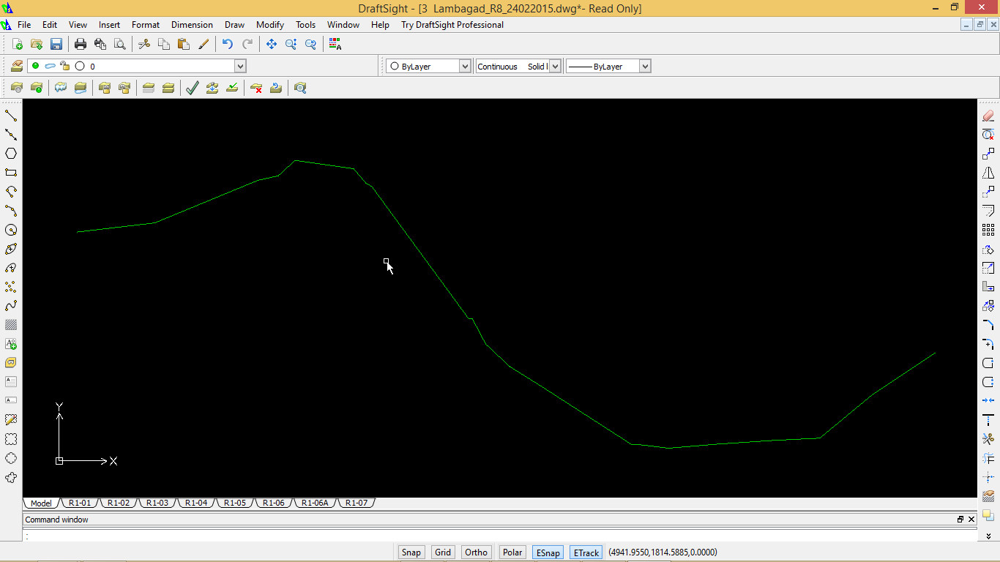 DraftSight - [3 Lambagad_R8_24022015.dwg*- Read Only]
File Edit View Insert Format Dimension Draw Modify Tools Window Help Try DraftSight Professional
0 ByLayer Continuous Solid l ByLayer
Y
X
Model R1-01 R1-02 R1-03 R1-04 R1-05 R1-06 R1-06A R1-07
Command window
:
Snap Grid Ortho Polar ESnap ETrack (4941.9550,1814.5885,0.0000)